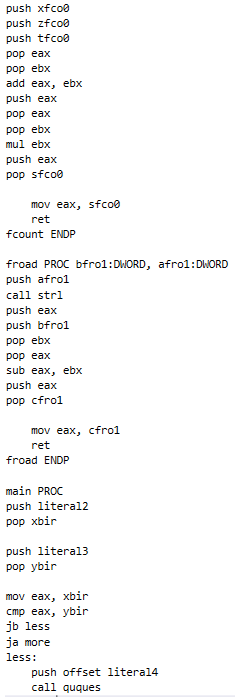 push xfco0
push zfco0
push tfco0
pop eax
pop ebx
add eax, ebx
push eax
pop eax
pop ebx
mul ebx
push eax
pop sfco0
mov eax, sfco0
ret
fcount ENDP
froad PROC bfro1:DWORD, afro1:DWORD
push afro1
call strl
push eax
push bfro1
pop ebx
pop eax
sub eax, ebx
push eax
pop cfro1
mov eax, cfro1
ret
froad ENDP
main PROC
push literal2
pop xbir
push literal3
pop ybir
mov eax, xbir
cmp eax, ybir
jb less
ja more
less:
push offset literal4
call quques